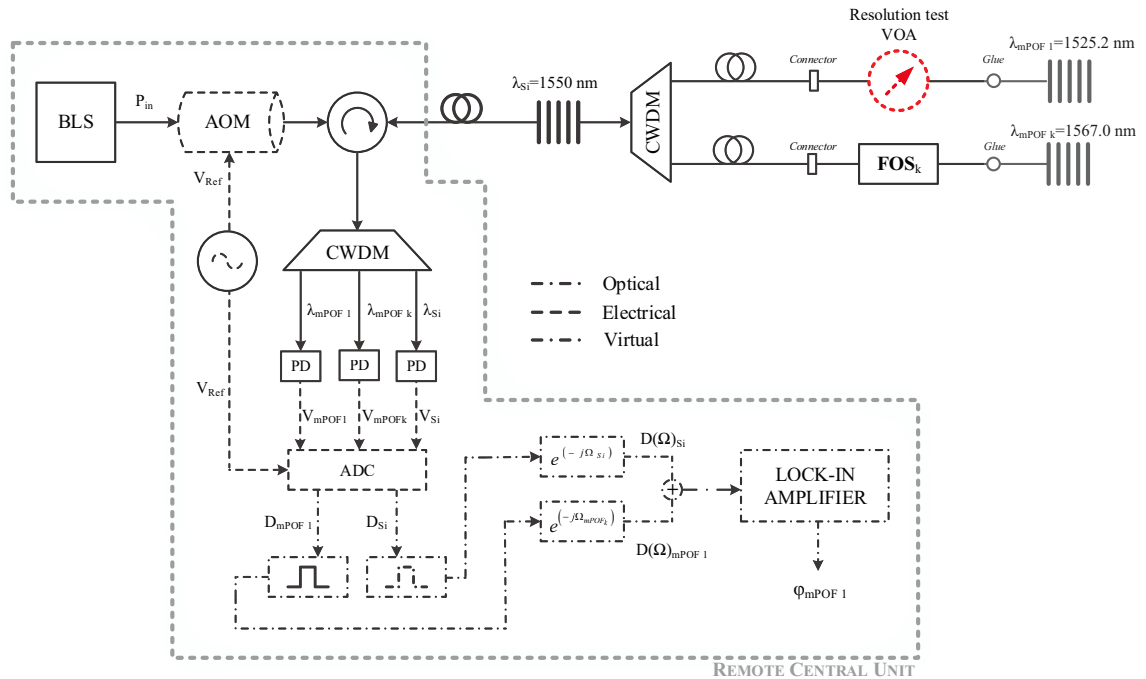 Resolution test
VOA
λmPOF 1=1525.2 nm
Connector
Glue
λSi=1550 nm
Pin
BLS
AOM
CWDM
λmPOF k=1567.0 nm
Connector
Glue
FOSk
VRef
CWDM
λmPOF 1
λmPOF k
λSi
Optical
Electrical
Virtual
PD
PD
PD
VRef
VmPOF1
VmPOFk
VSi
ADC
e(-jΩSi)
D(Ω)Si
LOCK-IN
AMPLIFIER
e(-jΩmPOFk)
D(Ω)mPOF 1
DmPOF 1
DSi
φmPOF 1
REMOTE CENTRAL UNIT